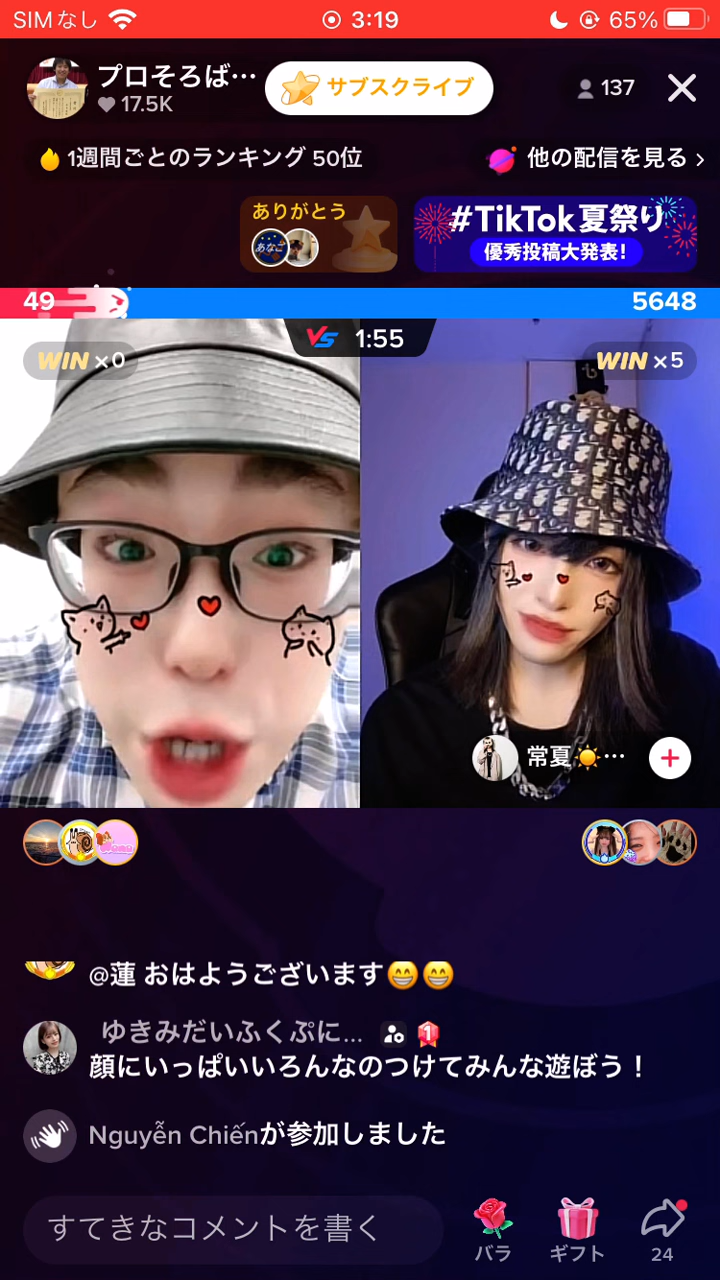 SIMなし 3:19 65%
プロそろば… サブスクライブ 137
17.5K
1週間ごとのランキング 50位 他の配信を見る ›
ありがとう #TikTok夏祭り
あなご 優秀投稿大発表!
49 5648
VS 1:55
WIN ×0 WIN ×5
常夏☀️…
@蓮 おはようございます😁😁
ゆきみだいふくぷに… 1
顔にいっぱいいろんなのつけてみんな遊ぼう！
Nguyễn Chiếnが参加しました
すてきなコメントを書く
バラ ギフト 24